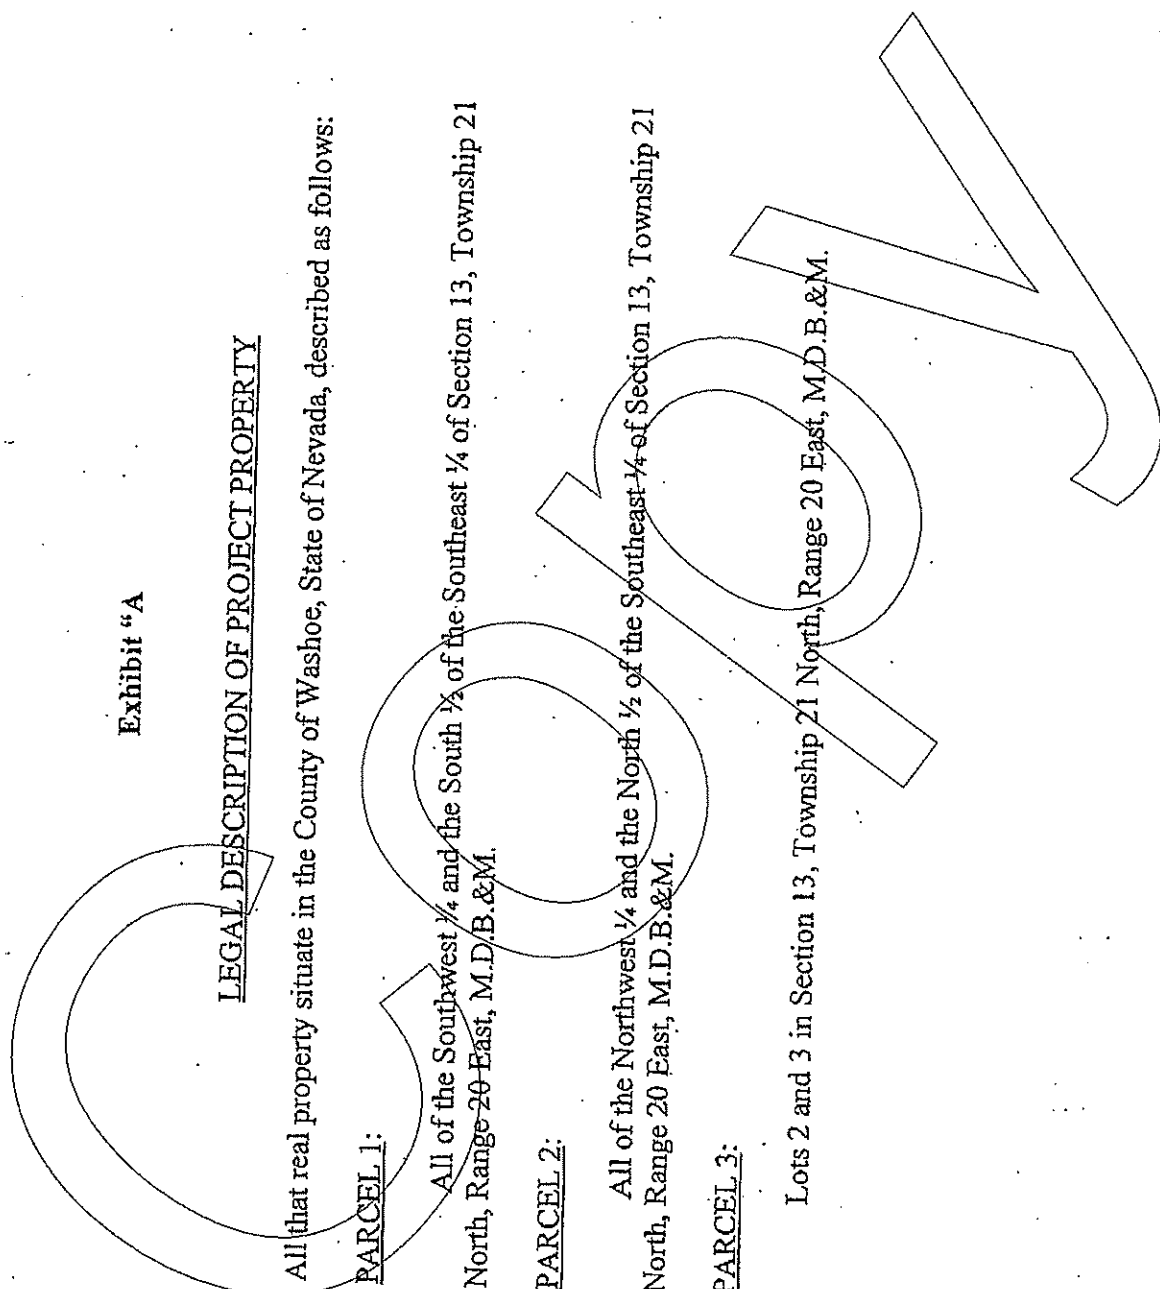 Exhibit “A
LEGAL DESCRIPTION OF PROJECT PROPERTY
All that real property situate in the County of Washoe, State of Nevada, described as follows:
PARCEL 1:
All of the Southwest ¼ and the South ½ of the Southeast ¼ of Section 13, Township 21
North, Range 20 East, M.D.B.&M.
PARCEL 2:
All of the Northwest ¼ and the North ½ of the Southeast ¼ of Section 13, Township 21
North, Range 20 East, M.D.B.&M.
PARCEL 3:
Lots 2 and 3 in Section 13, Township 21 North, Range 20 East, M.D.B.&M.
Copy